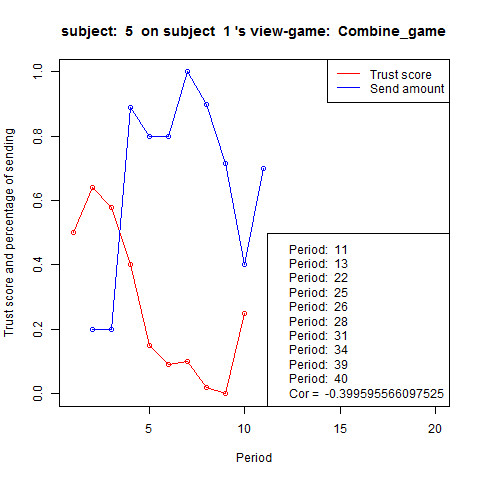 subject:  5  on subject  1 's view-game:  Combine_game
Trust score
Send amount
Trust score and percentage of sending
1.0
0.8
0.6
0.4
0.2
0.0
Period:  11
Period:  13
Period:  22
Period:  25
Period:  26
Period:  28
Period:  31
Period:  34
Period:  39
Period:  40
Cor =  -0.399595566097525
5
10
15
20
Period